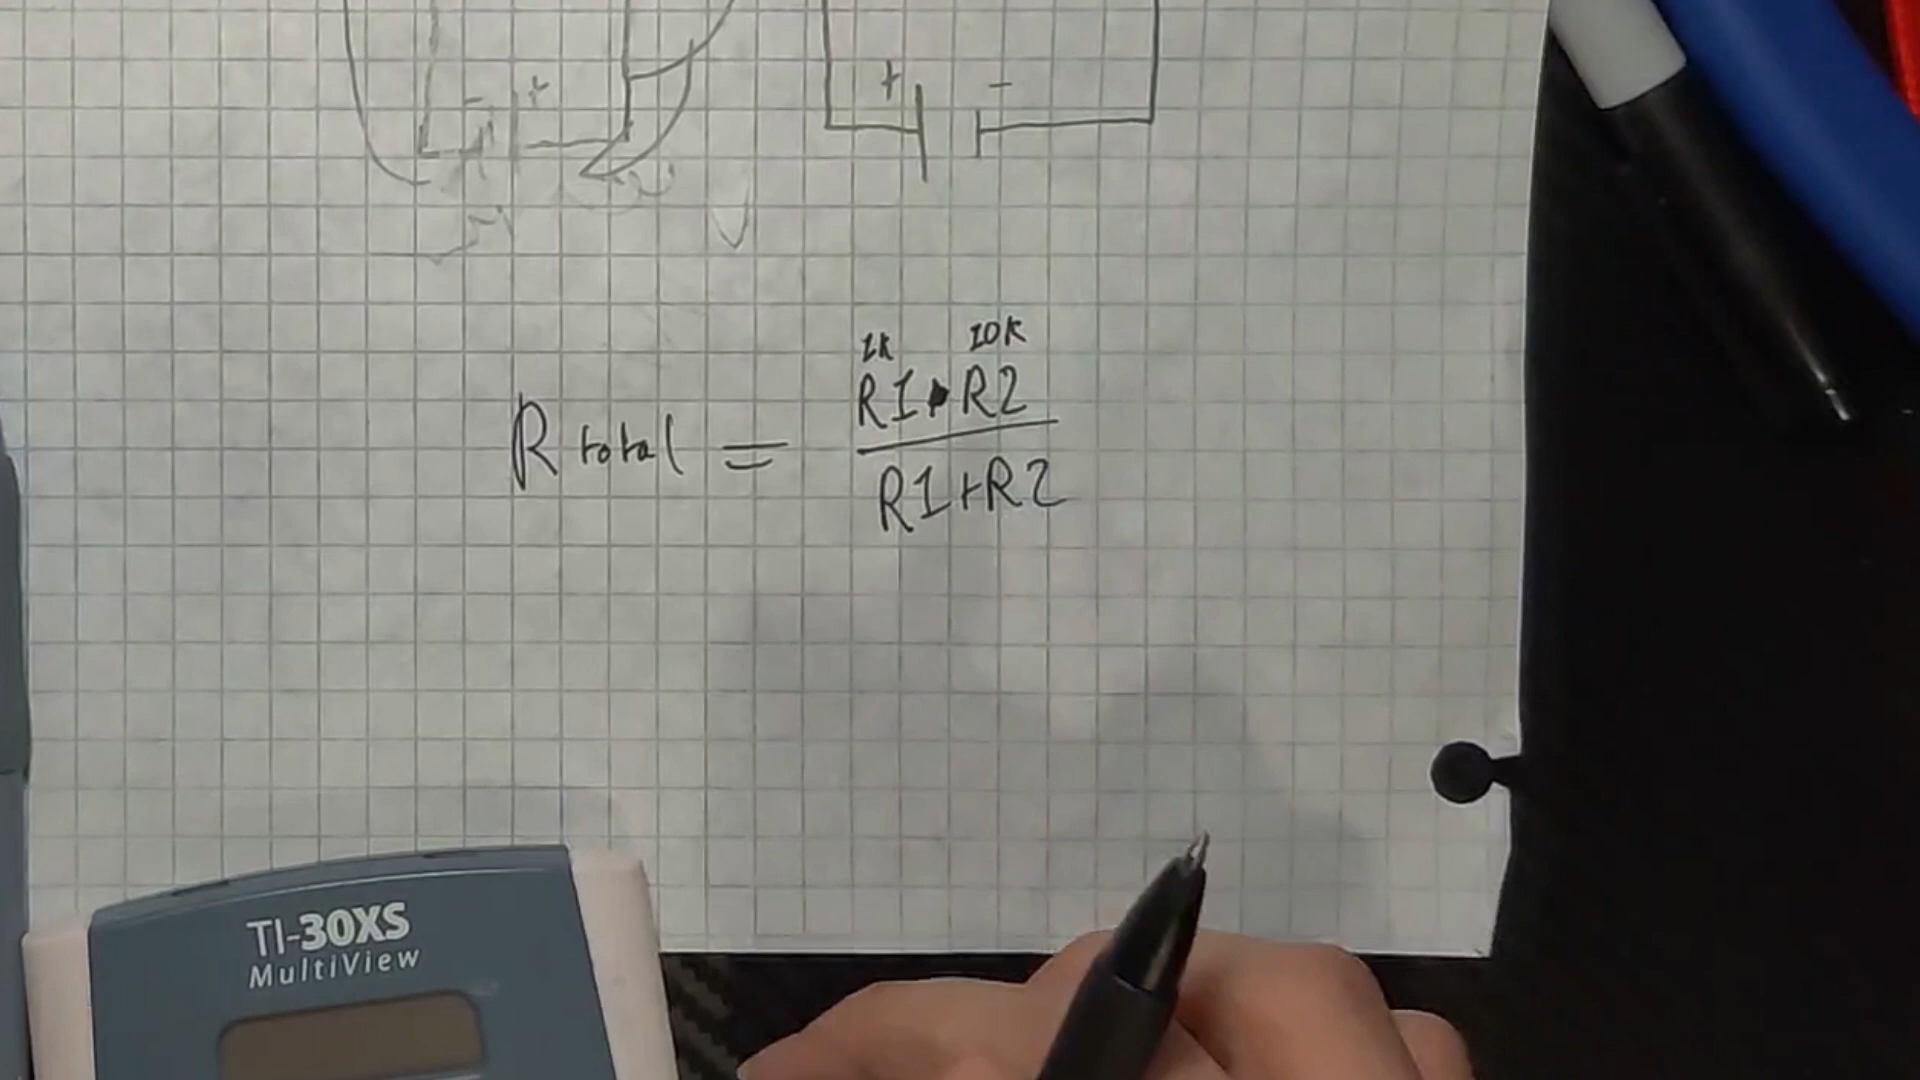 +
+ -
1k 10k
R1 • R2
R total = 
R1+R2
TI-30XS
MultiView